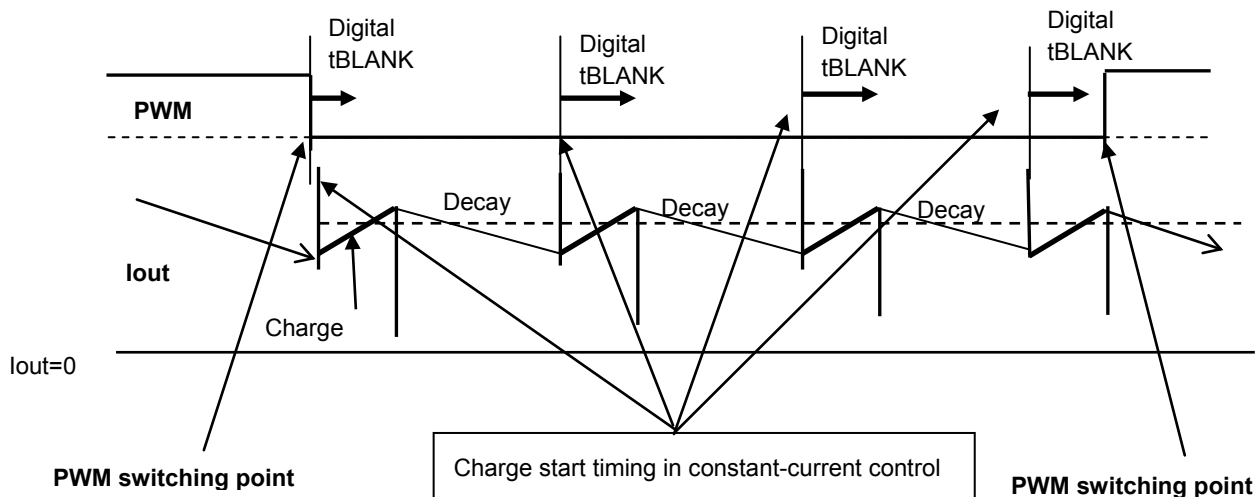 Digital
tBLANK
Digital
tBLANK
Digital
tBLANK
Digital
tBLANK
PWM
Decay
Decay
Decay
Iout
Charge
Iout=0
PWM switching point
Charge start timing in constant-current control
PWM switching point